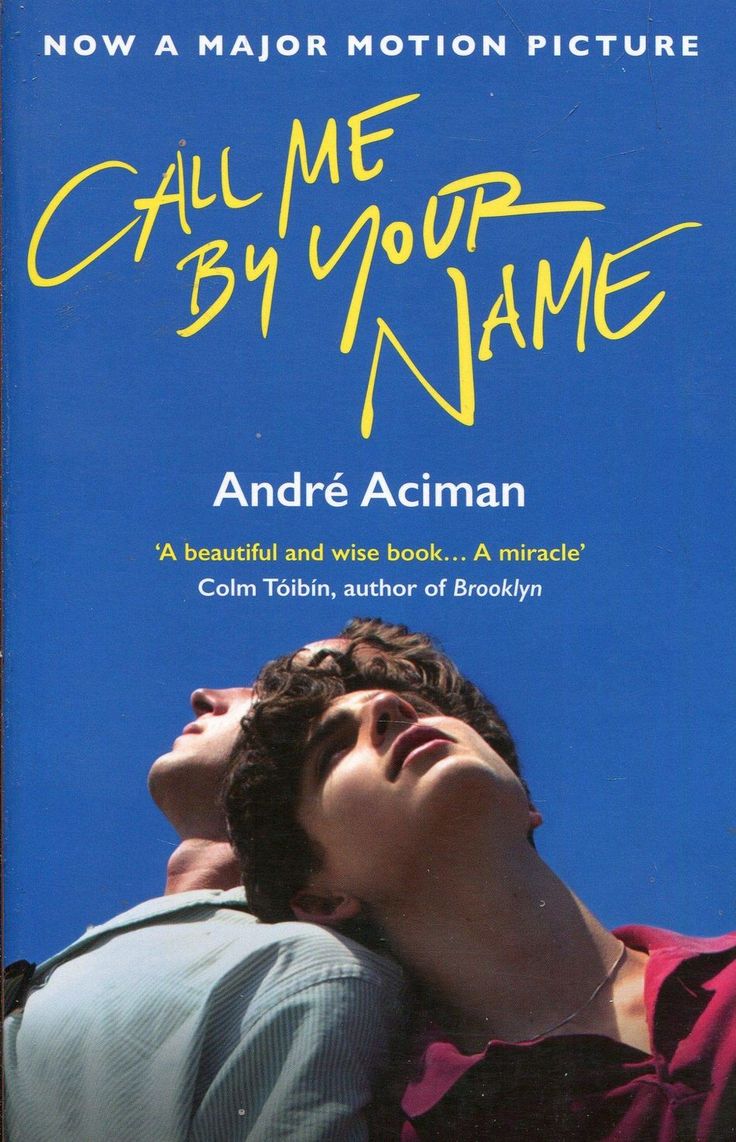 NOW A MAJOR MOTION PICTURE
CALL ME
BY YOUR
NAME
André Aciman
‘A beautiful and wise book... A miracle’
Colm Tóibín, author of Brooklyn